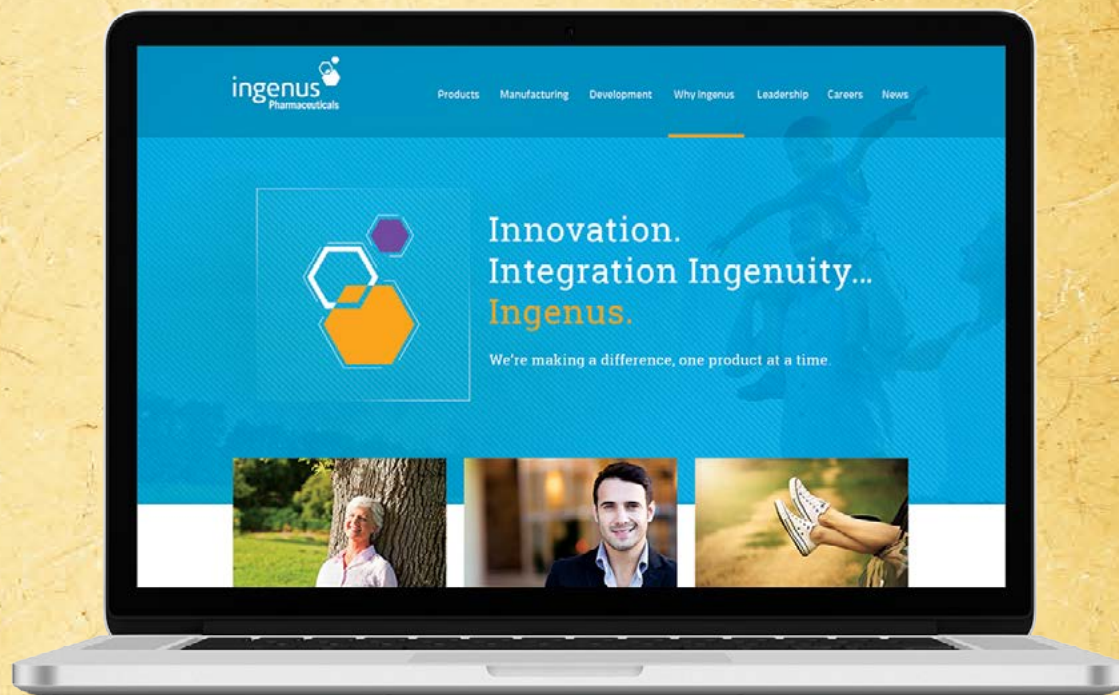 ingenus
Pharmaceuticals
Products Manufacturing Development Why Ingenus Leadership Careers News
Innovation.
Integration Ingenuity...
Ingenus.
We're making a difference, one product at a time.